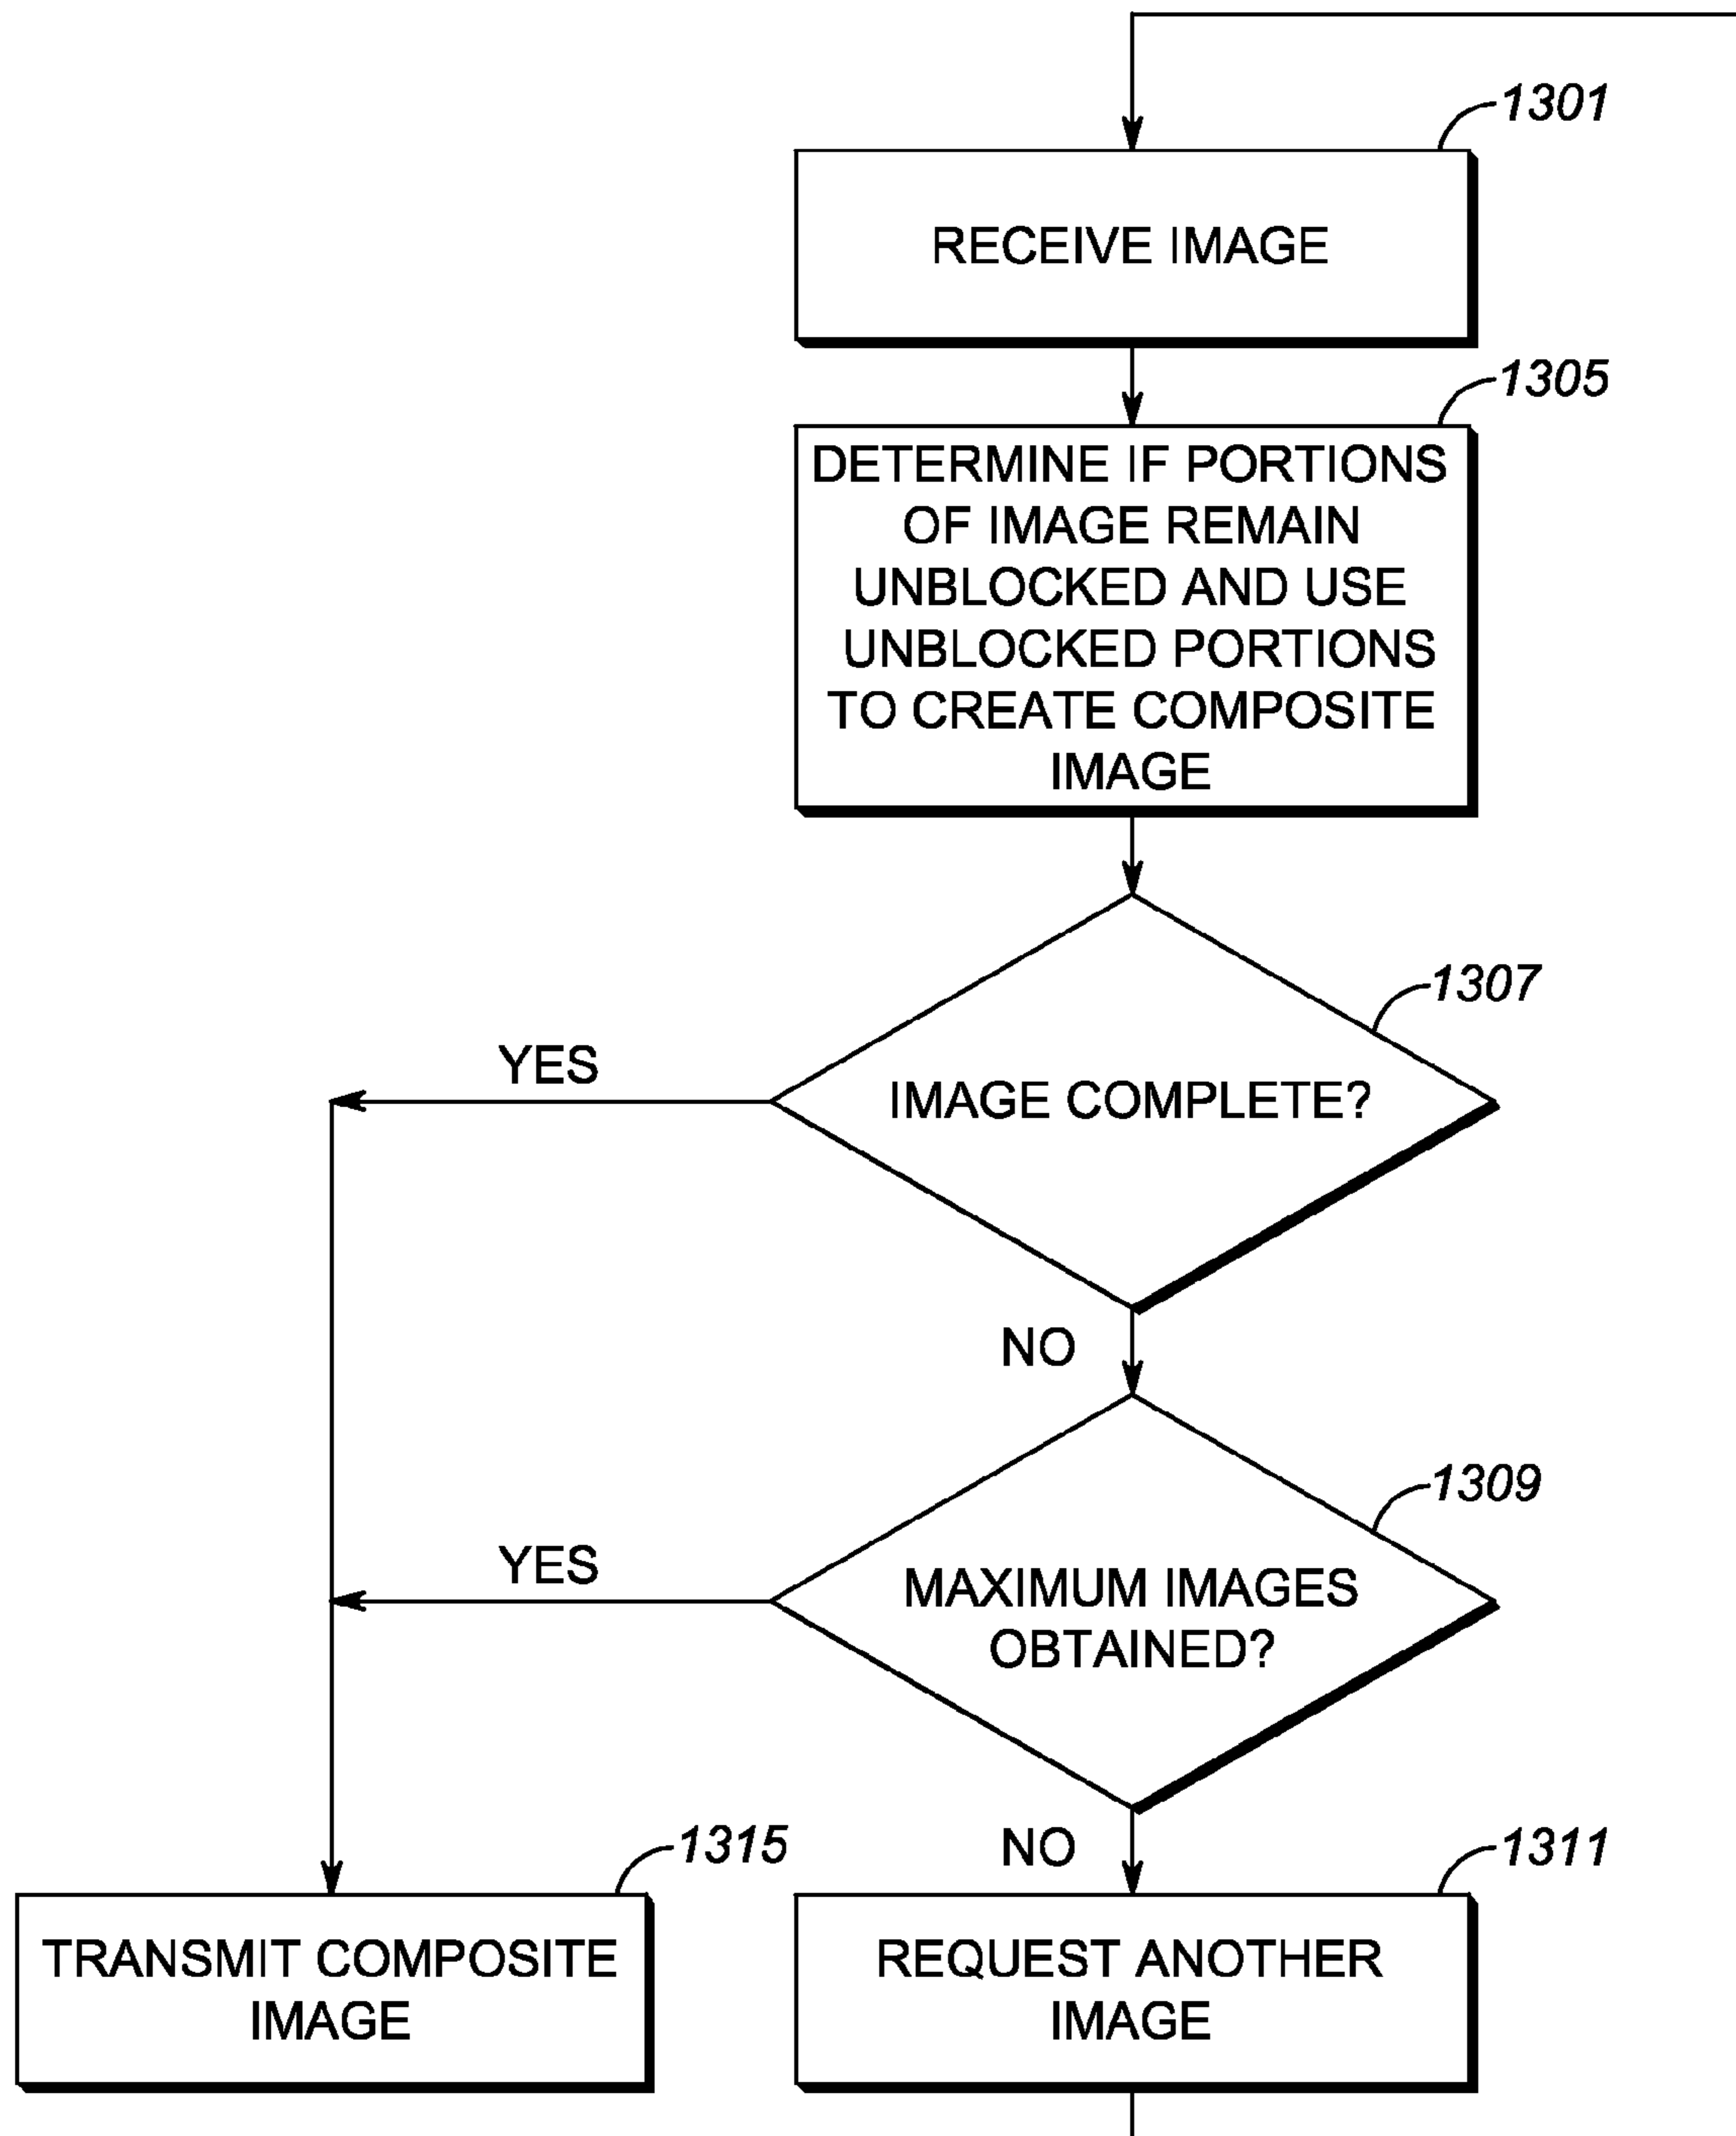 1301
RECEIVE IMAGE
1305
DETERMINE IF PORTIONS
OF IMAGE REMAIN
UNBLOCKED AND USE
UNBLOCKED PORTIONS
TO CREATE COMPOSITE
IMAGE
1307
YES
IMAGE COMPLETE?
NO
1309
YES
MAXIMUM IMAGES
OBTAINED?
1315
NO
1311
TRANSMIT COMPOSITE
IMAGE
REQUEST ANOTHER
IMAGE